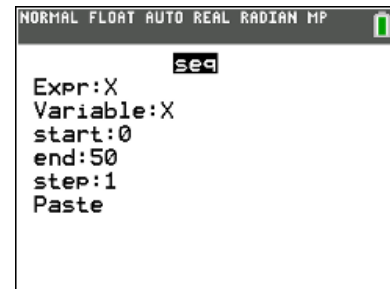 NORMAL FLOAT AUTO REAL RADIAN MP
seq
Expr:X
Variable:X
start:0
end:50
step:1
Paste